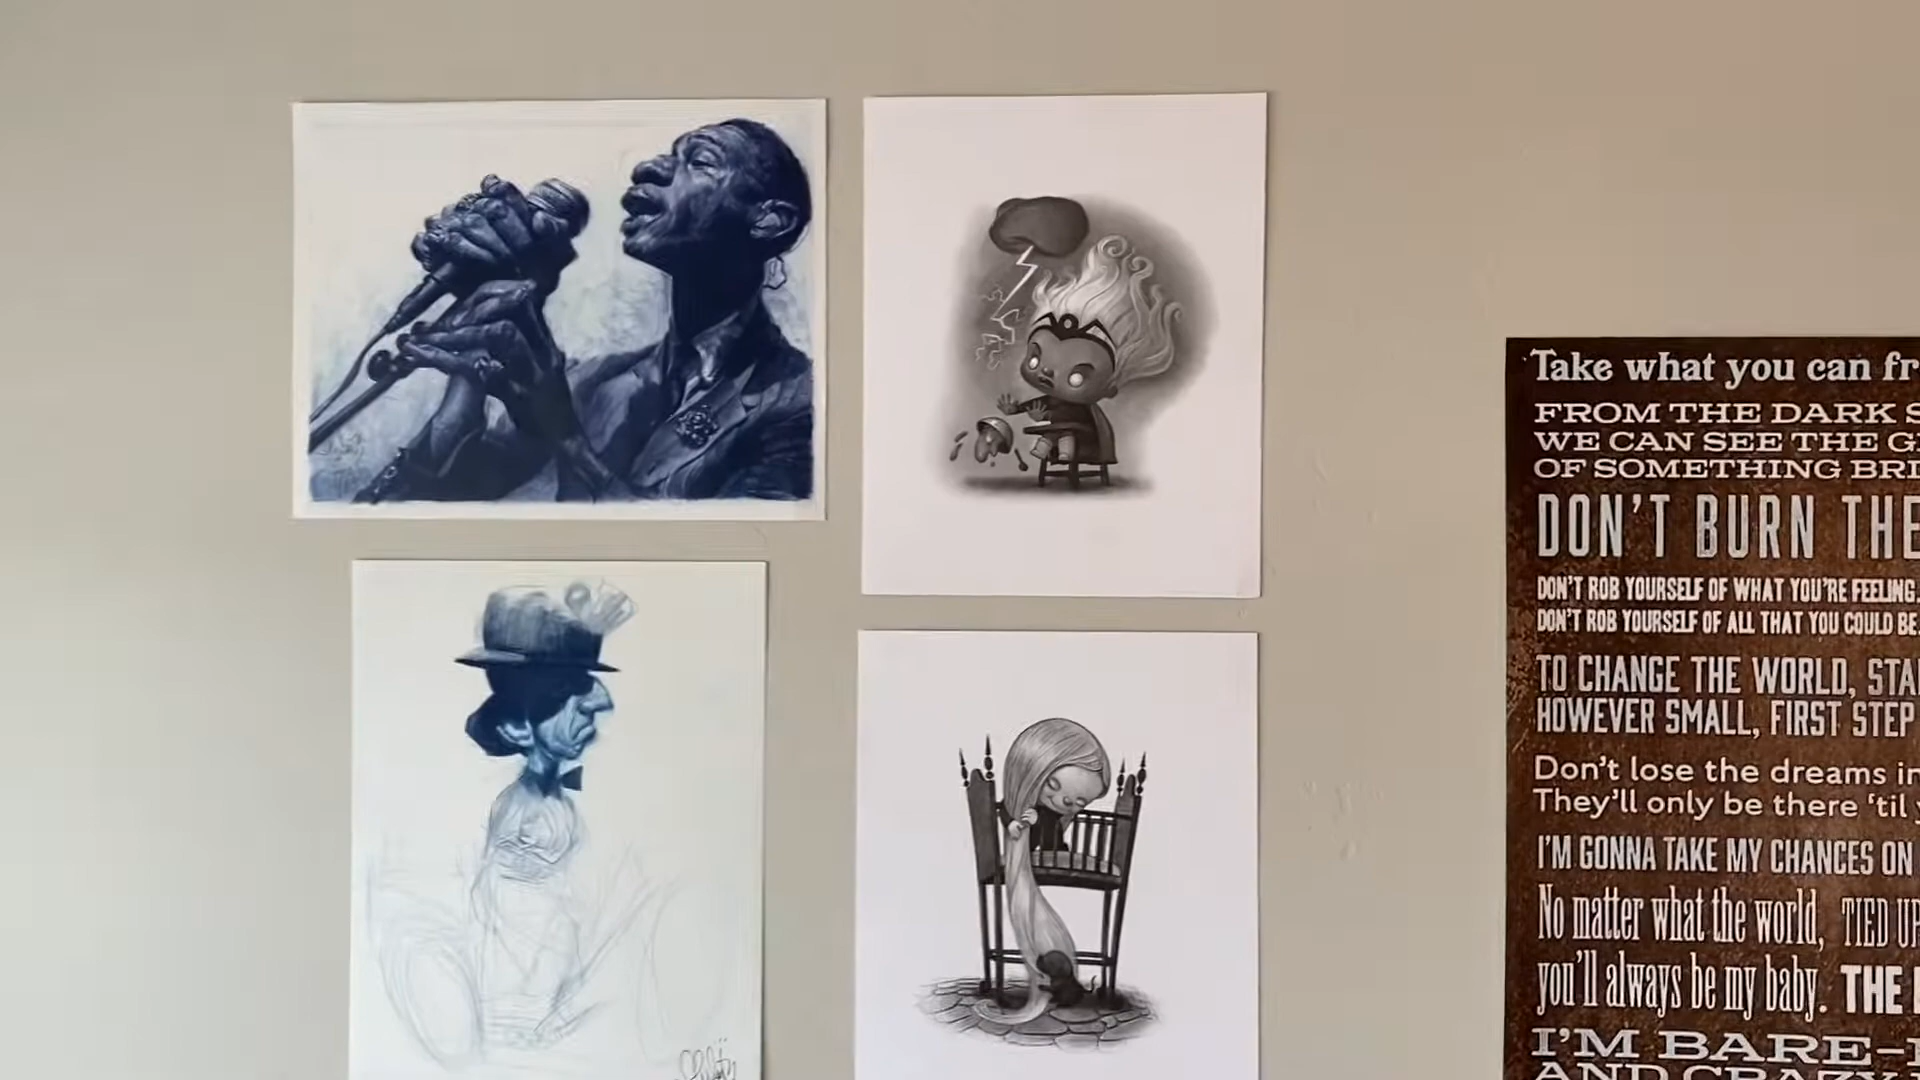 Take what you can fr
FROM THE DARK S
WE CAN SEE THE G
OF SOMETHING BRI
DON'T BURN THE
DON'T ROB YOURSELF OF WHAT YOU'RE FEELING.
DON'T ROB YOURSELF OF ALL THAT YOU COULD BE.
TO CHANGE THE WORLD, STA
HOWEVER SMALL, FIRST STEP
Don't lose the dreams in
They'll only be there 'til y
I'M GONNA TAKE MY CHANCES ON
No matter what the world, TIED UP
you'll always be my baby. THE
I'M BARE-
AND CRAZY